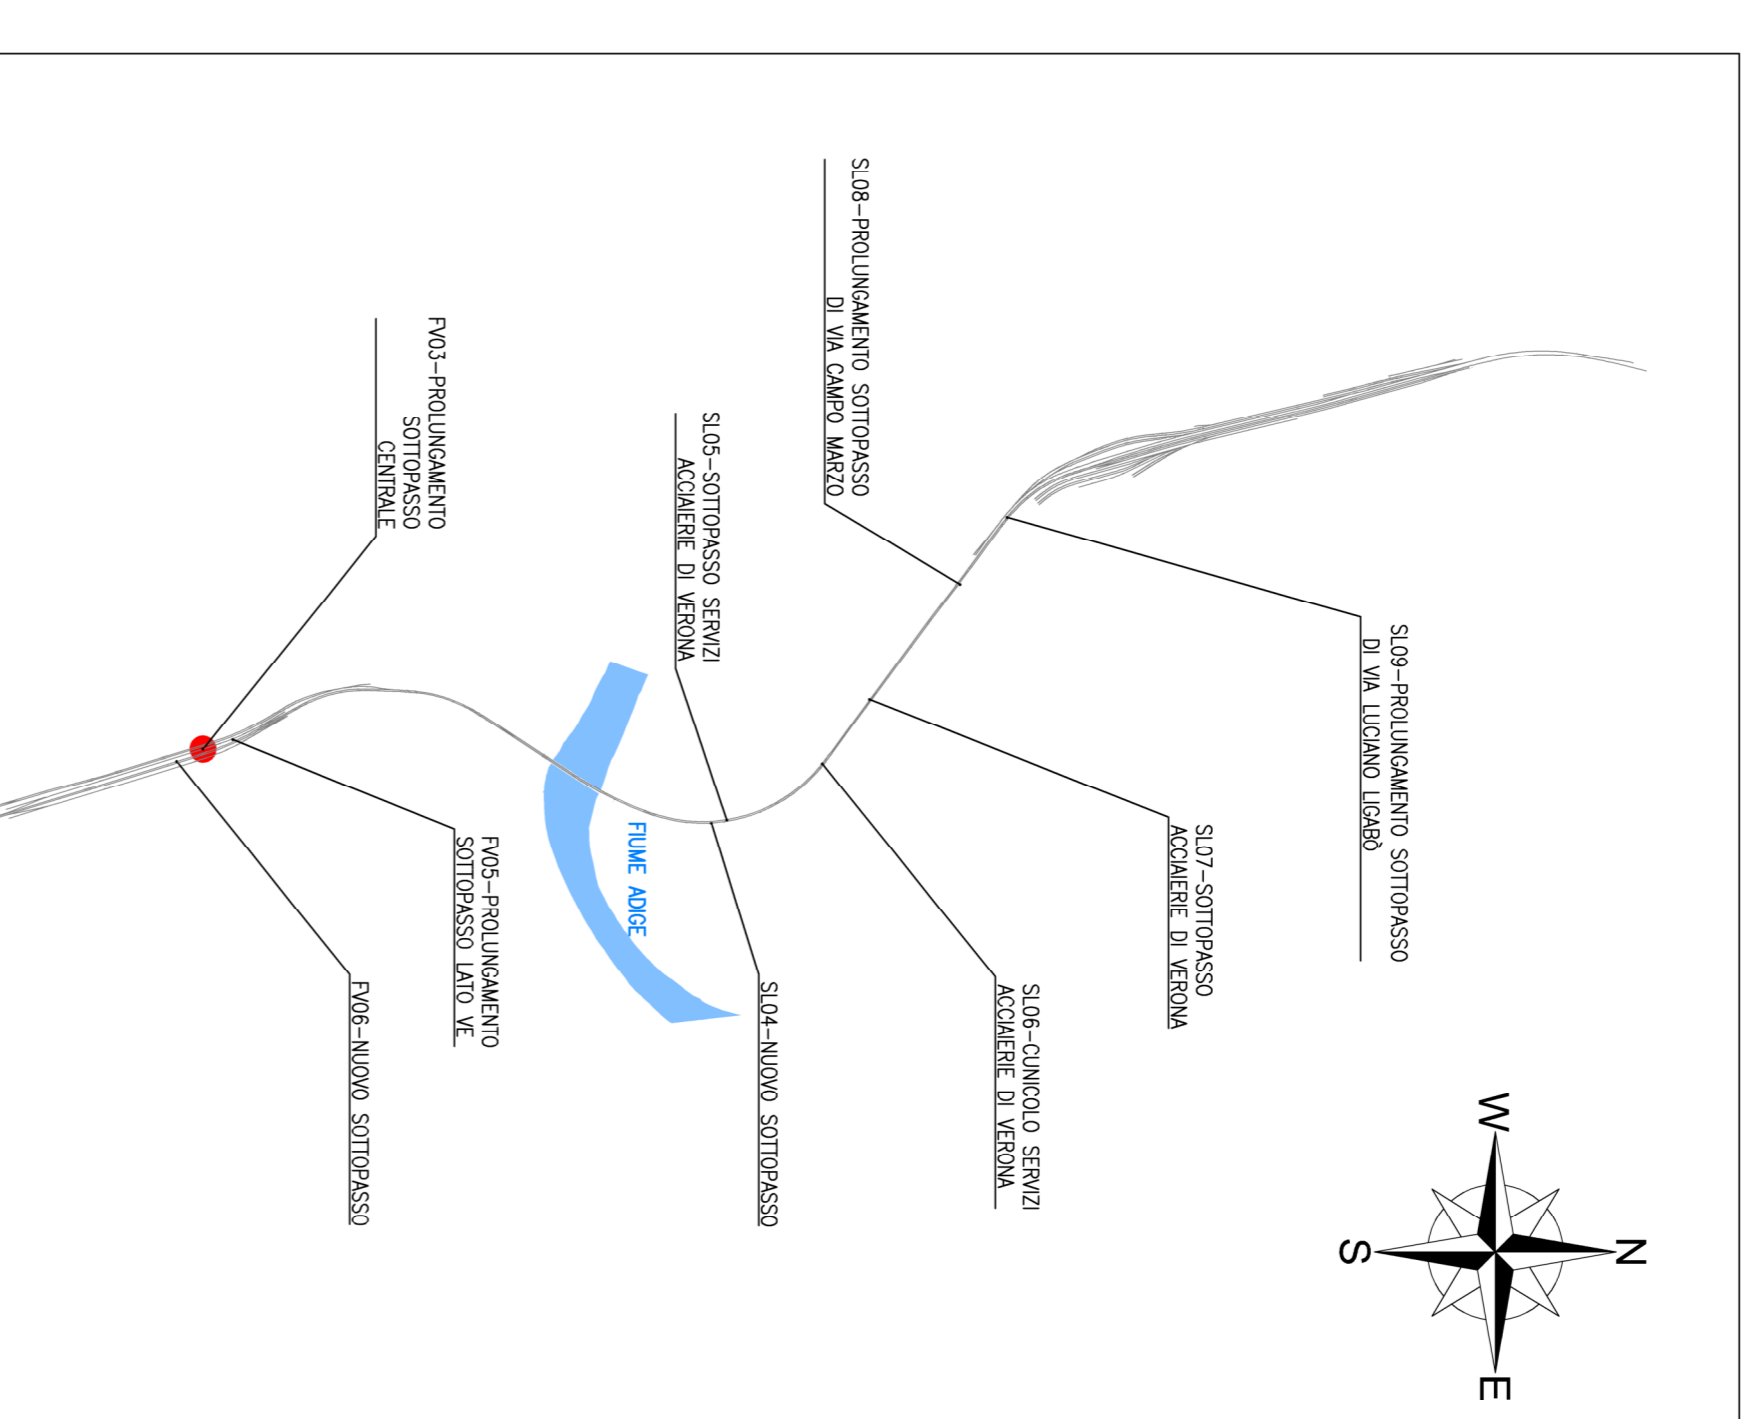 SL09-PROLUNGAMENTO SOTTOPASSO
DI VIA LUCIANO LIGABÒ
SL08-PROLUNGAMENTO SOTTOPASSO
DI VIA CAMPO MARZO
SL07-SOTTOPASSO
ACCIAIERIE DI VERONA
SL06-CUNICOLO SERVIZI
ACCIAIERIE DI VERONA
SL05-SOTTOPASSO SERVIZI
ACCIAIERIE DI VERONA
SL04-NUOVO SOTTOPASSO
FIUME ADIGE
FV05-PROLUNGAMENTO
SOTTOPASSO LATO VE
FV03-PROLUNGAMENTO
SOTTOPASSO
CENTRALE
FV06-NUOVO SOTTOPASSO
N
W
E
S